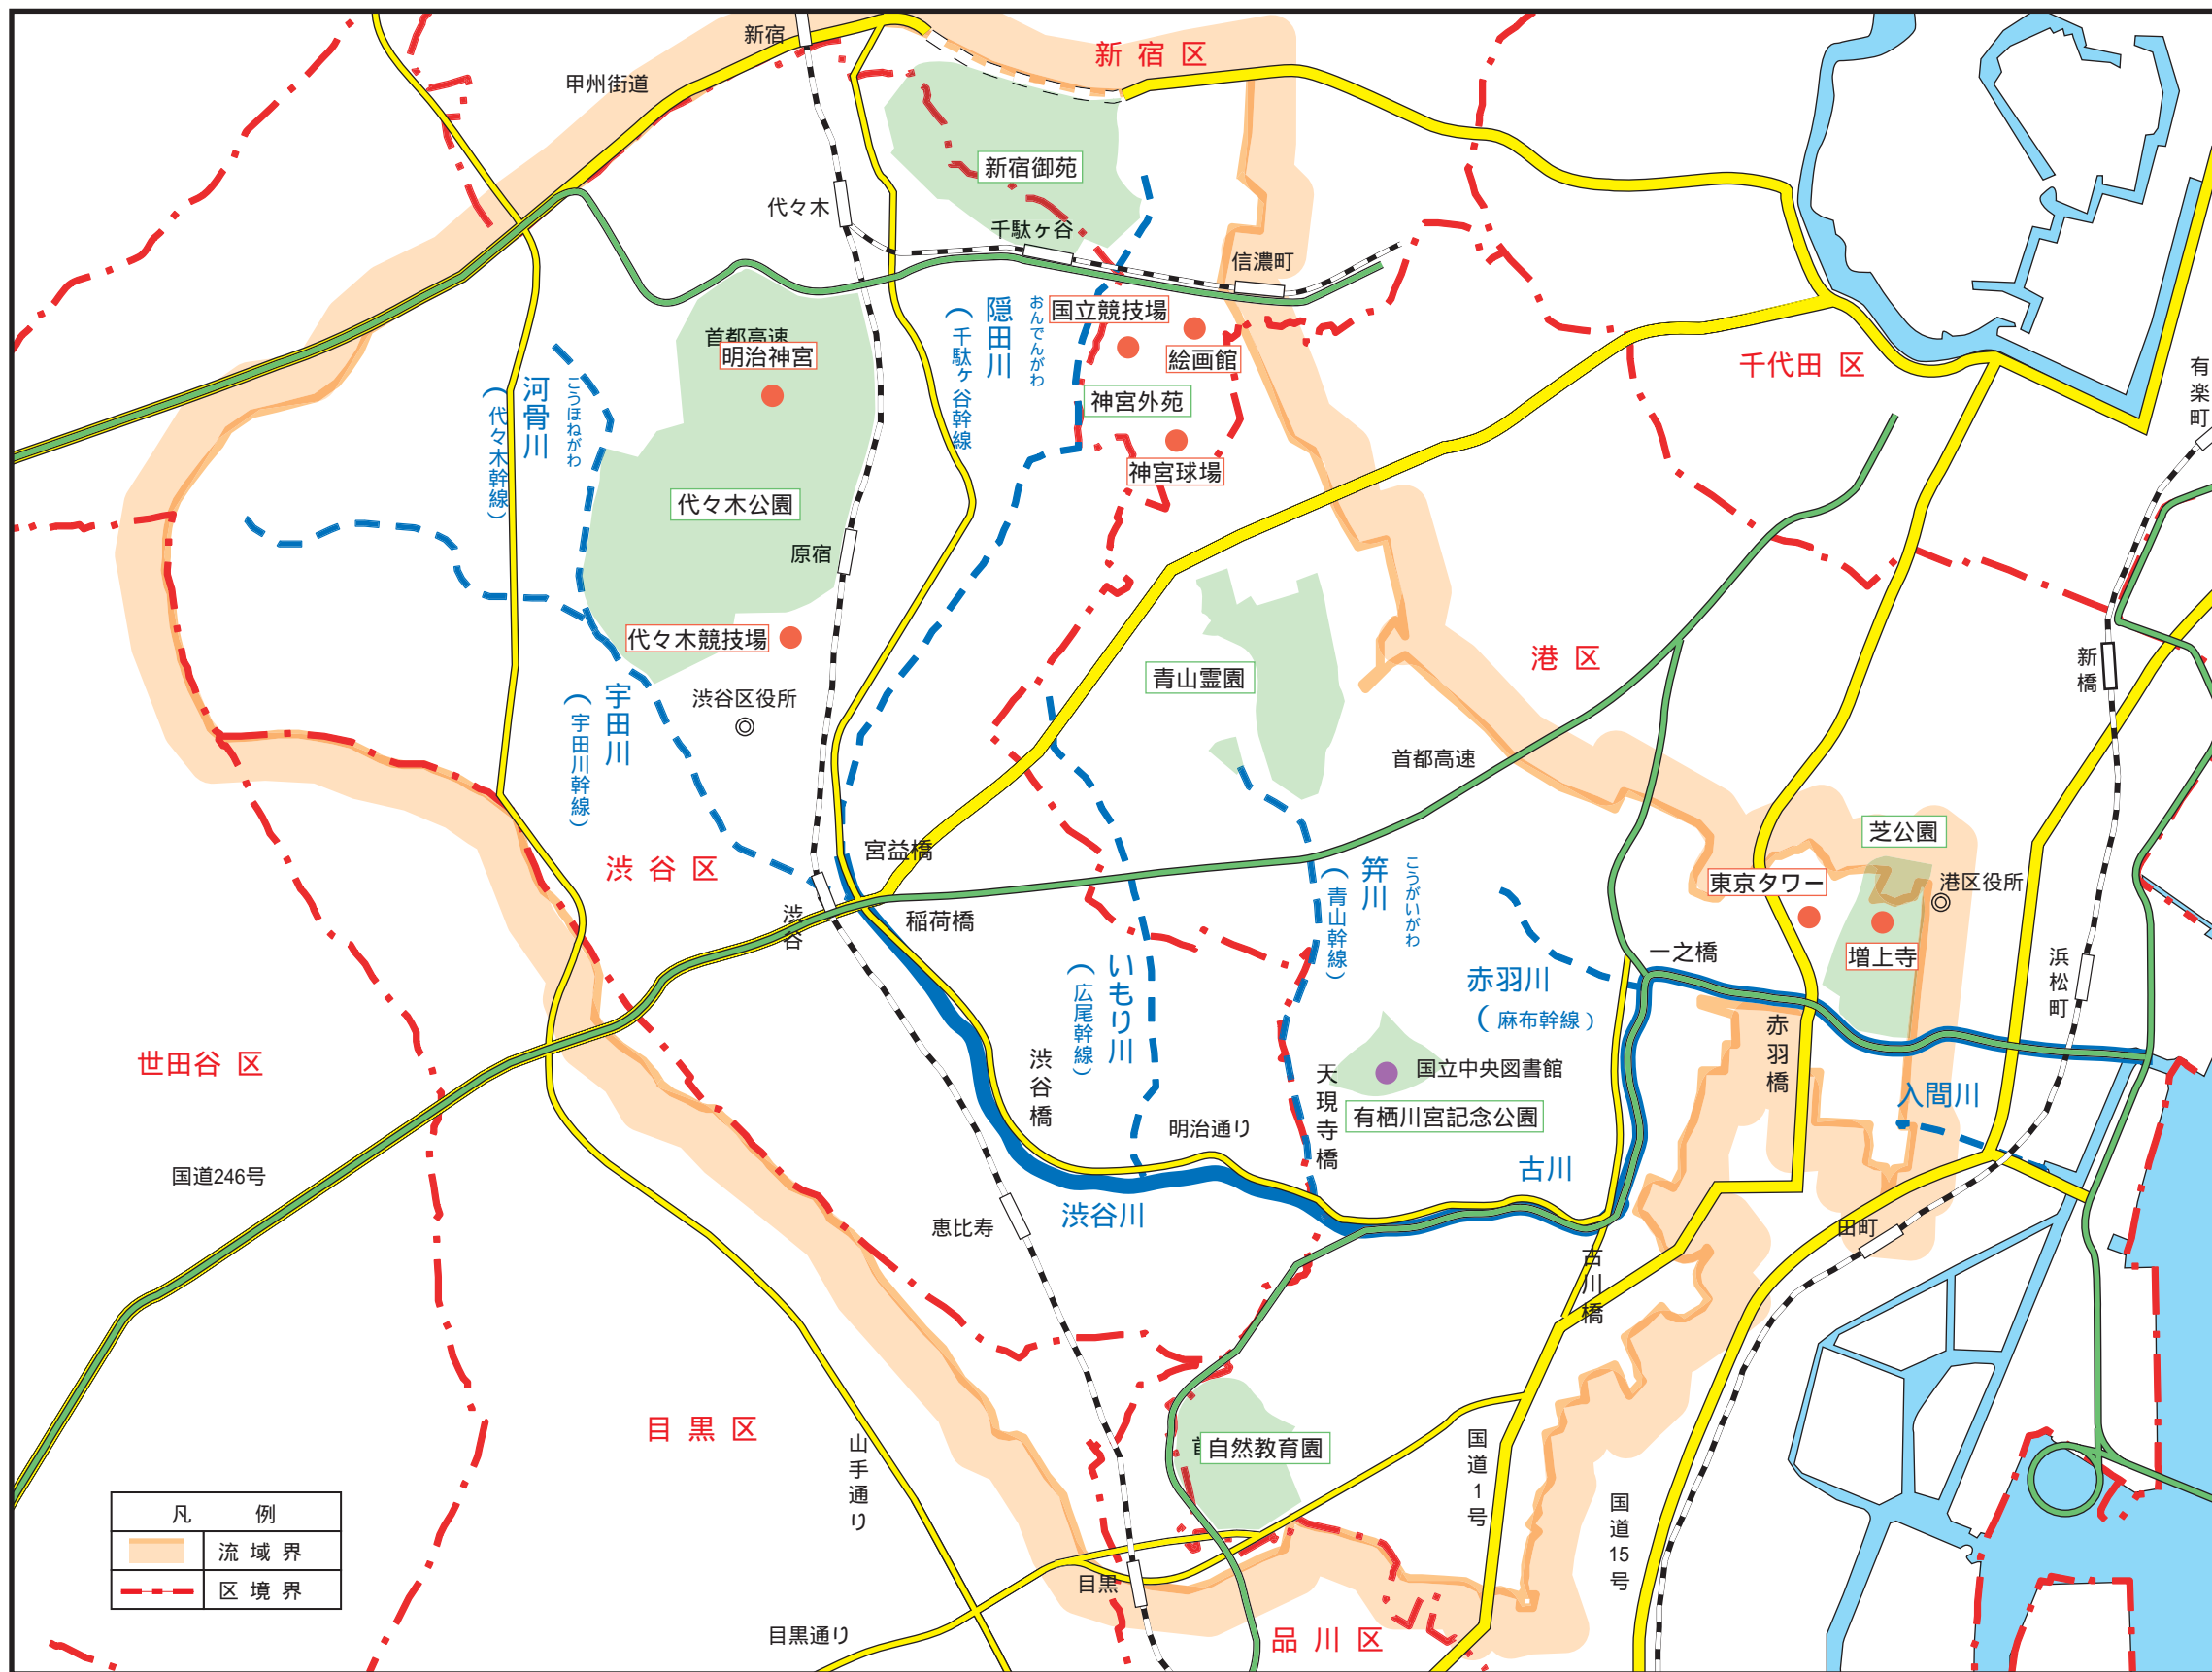 新宿
新宿区
甲州街道
新宿御苑
代々木
千駄ヶ谷
信濃町
隠田川
おんでんがわ
（千駄ヶ谷幹線
国立競技場
絵画館
神宮外苑
神宮球場
首都高速
明治神宮
千代田区
有楽町
河骨川
こうほねがわ
（代々木幹線）
代々木公園
原宿
代々木競技場
渋谷区役所
宇田川
（宇田川幹線）
青山霊園
港区
新橋
首都高速
宮益橋
渋谷区
渋谷
稲荷橋
笄川
こうがいがわ
（青山幹線）
芝公園
東京タワー
港区役所
増上寺
一之橋
浜松町
いもり川
（広尾幹線）
赤羽川
（麻布幹線）
赤羽橋
世田谷区
渋谷橋
天現寺橋
国立中央図書館
有栖川宮記念公園
入間川
明治通り
国道246号
古川
渋谷川
恵比寿
田町
古川橋
目黒区
山手通り
自然教育園
国道1号
国道15号
凡例
流域界
区境界
目黒
目黒通り
品川区